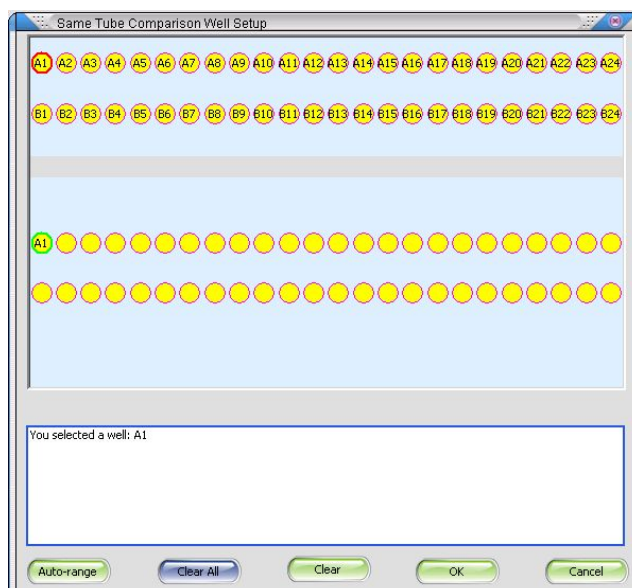 Same Tube Comparison Well Setup
A1 A2 A3 A4 A5 A6 A7 A8 A9 A10 A11 A12 A13 A14 A15 A16 A17 A18 A19 A20 A21 A22 A23 A24
B1 B2 B3 B4 B5 B6 B7 B8 B9 B10 B11 B12 B13 B14 B15 B16 B17 B18 B19 B20 B21 B22 B23 B24
A1
You selected a well: A1
Auto-range Clear All Clear OK Cancel